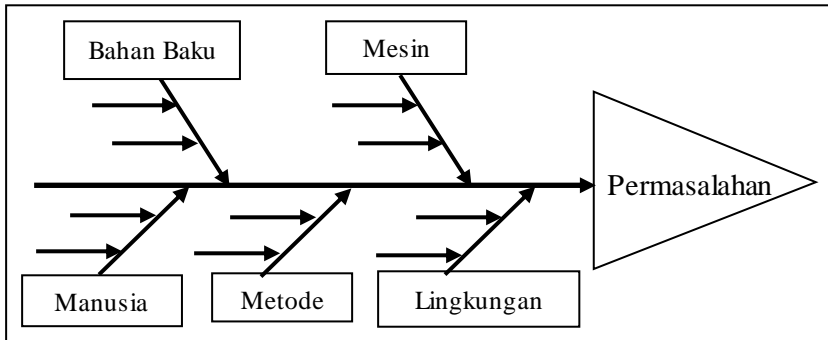 Bahan Baku
Mesin
Permasalahan
Manusia
Metode
Lingkungan